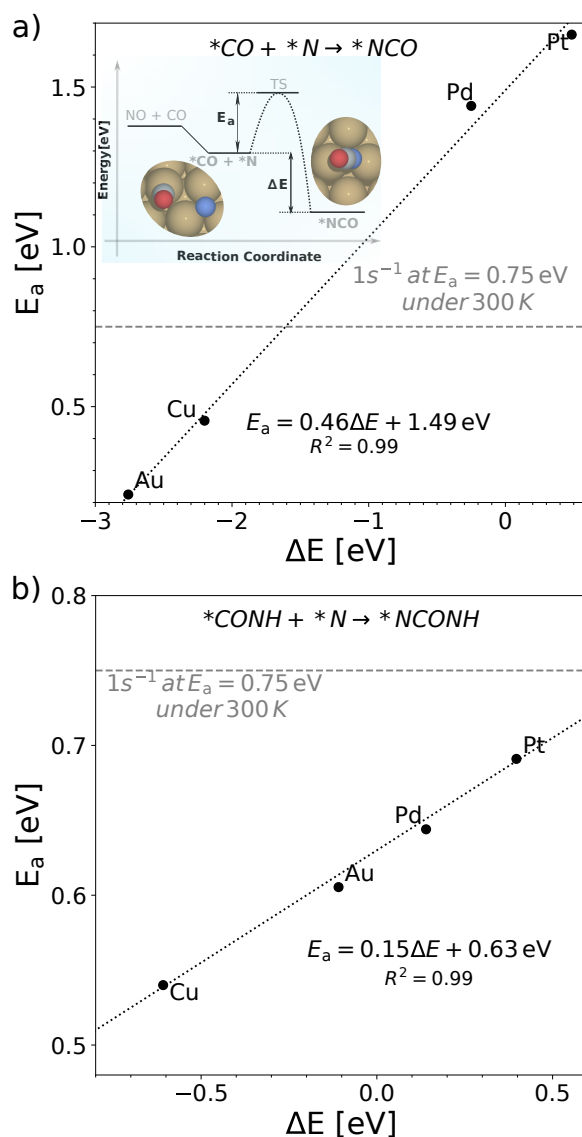 a)
*CO + *N → *NCO
Pt
Pd
TS
NO + CO
Eₐ
*CO + *N
ΔE
*NCO
Energy[eV]
Reaction Coordinate
1s⁻¹ at Eₐ = 0.75 eV
under 300 K
Cu
Eₐ = 0.46ΔE + 1.49 eV
R² = 0.99
Au
1.5
1.0
0.5
Eₐ [eV]
−3 −2 −1 0
ΔE [eV]
b)
*CONH + *N → *NCONH
1s⁻¹ at Eₐ = 0.75 eV
under 300 K
Pt
Pd
Au
Eₐ = 0.15ΔE + 0.63 eV
R² = 0.99
Cu
0.8
0.7
0.6
0.5
Eₐ [eV]
−0.5 0.0 0.5
ΔE [eV]